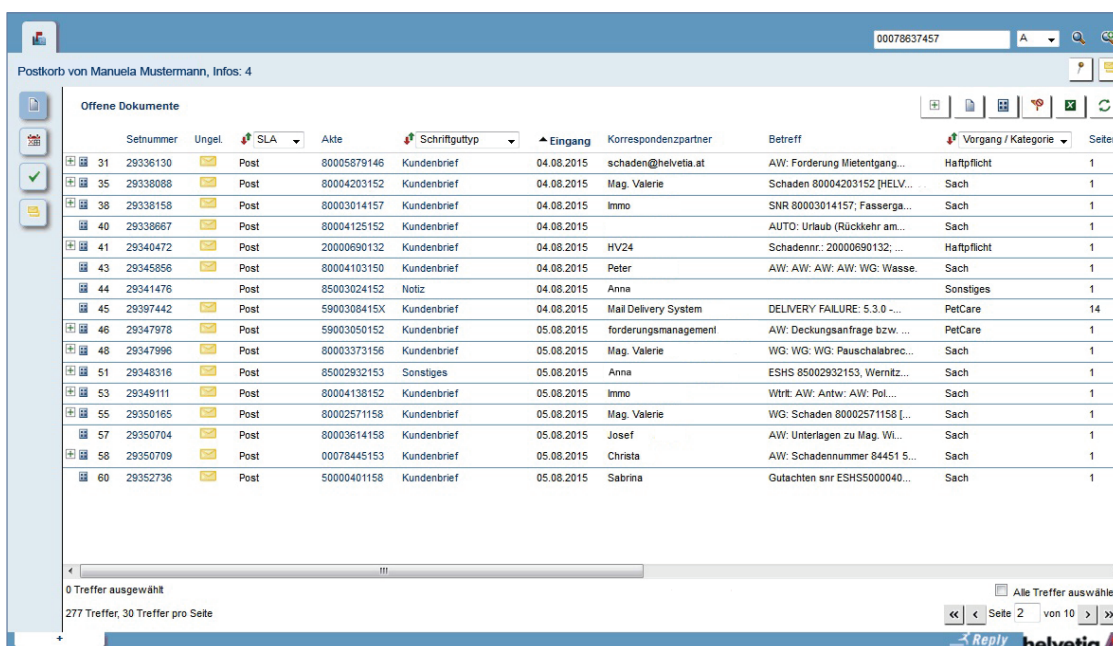 00078637457 A
Postkorb von Manuela Mustermann, Infos: 4
Offene Dokumente
Setnummer Ungel. SLA Akte Schriftguttyp Eingang Korrespondenzpartner Betreff Vorgang / Kategorie Seiten
31 29336130 Post 80005879146 Kundenbrief 04.08.2015 schaden@helvetia.at AW: Forderung Mietentgang... Haftpflicht 1
35 29338088 Post 80004203152 Kundenbrief 04.08.2015 Mag. Valerie Schaden 80004203152 [HELV... Sach 1
38 29338158 Post 80003014157 Kundenbrief 04.08.2015 Immo SNR 80003014157; Fasserga... Sach 1
40 29338667 Post 80004125152 Kundenbrief 04.08.2015 AUTO: Urlaub (Rückkehr am... Sach 1
41 29340472 Post 20000690132 Kundenbrief 04.08.2015 HV24 Schadennr.: 20000690132; ... Haftpflicht 1
43 29345856 Post 80004103150 Kundenbrief 04.08.2015 Peter AW: AW: AW: AW: WG: Wasse. Sach 1
44 29341476 Post 85003024152 Notiz 04.08.2015 Anna Sonstiges 1
45 29397442 Post 5900308415X Kundenbrief 04.08.2015 Mail Delivery System DELIVERY FAILURE: 5.3.0 -... PetCare 14
46 29347978 Post 59003050152 Kundenbrief 05.08.2015 forderungsmanagement AW: Deckungsanfrage bzw. ... PetCare 1
48 29347996 Post 80003373156 Kundenbrief 05.08.2015 Mag. Valerie WG: WG: WG: Pauschalabrec... Sach 1
51 29348316 Post 85002932153 Sonstiges 05.08.2015 Anna ESHS 85002932153, Wernitz... Sach 1
53 29349111 Post 80004138152 Kundenbrief 05.08.2015 Immo Wtrlt: AW: Antw: AW: Pol.... Sach 1
55 29350165 Post 80002571158 Kundenbrief 05.08.2015 Mag. Valerie WG: Schaden 80002571158 [... Sach 1
57 29350704 Post 80003614158 Kundenbrief 05.08.2015 Josef AW: Unterlagen zu Mag. Wi... Sach 1
58 29350709 Post 00078445153 Kundenbrief 05.08.2015 Christa AW: Schadennummer 84451 5... Sach 1
60 29352736 Post 50000401158 Kundenbrief 05.08.2015 Sabrina Gutachten snr ESHS5000040... Sach 1
0 Treffer ausgewählt Alle Treffer auswähle
277 Treffer, 30 Treffer pro Seite Seite 2 von 10
Reply helvetia